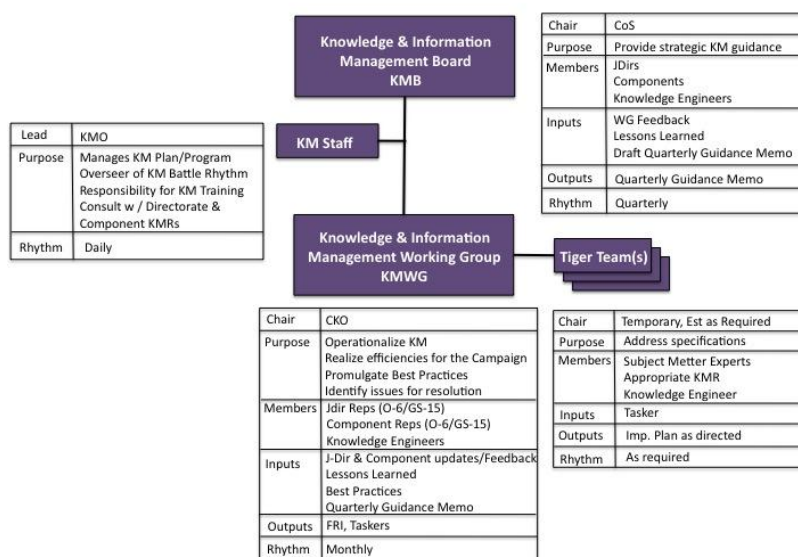 Knowledge & Information
Management Board
KMB
Chair CoS
Purpose Provide strategic KM guidance
Members JDirs
Components
Knowledge Engineers
Inputs WG Feedback
Lessons Learned
Draft Quarterly Guidance Memo
Outputs Quarterly Guidance Memo
Rhythm Quarterly
KM Staff
Lead KMO
Purpose Manages KM Plan/Program
Overseer of KM Battle Rhythm
Responsibility for KM Training
Consult w / Directorate &
Component KMRs
Rhythm Daily
Knowledge & Information
Management Working Group
KMWG
Tiger Team(s)
Chair CKO
Purpose Operationalize KM
Realize efficiencies for the Campaign
Promulgate Best Practices
Identify issues for resolution
Members Jdir Reps (O-6/GS-15)
Component Reps (O-6/GS-15)
Knowledge Engineers
Inputs J-Dir & Component updates/Feedback
Lessons Learned
Best Practices
Quarterly Guidance Memo
Outputs FRI, Taskers
Rhythm Monthly
Chair Temporary, Est as Required
Purpose Address specifications
Members Subject Metter Experts
Appropriate KMR
Knowledge Engineer
Inputs Tasker
Outputs Imp. Plan as directed
Rhythm As required